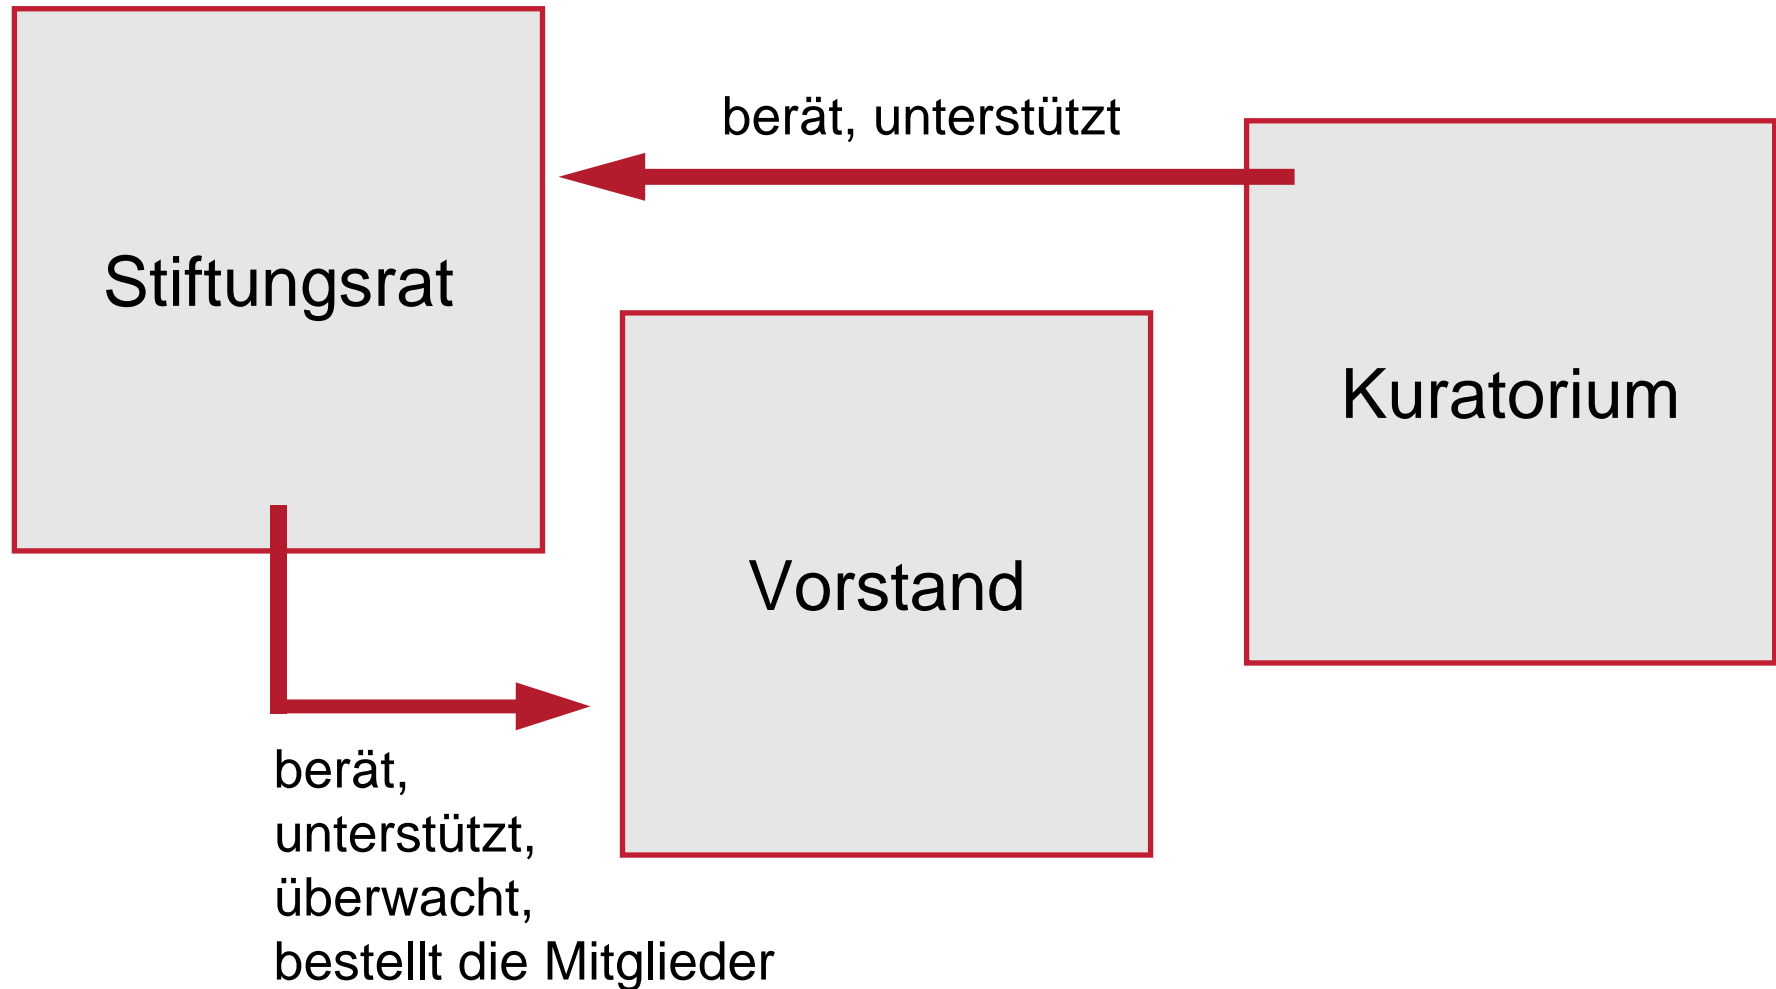 berät, unterstützt
Stiftungsrat
Kuratorium
Vorstand
berät,
unterstützt,
überwacht,
bestellt die Mitglieder